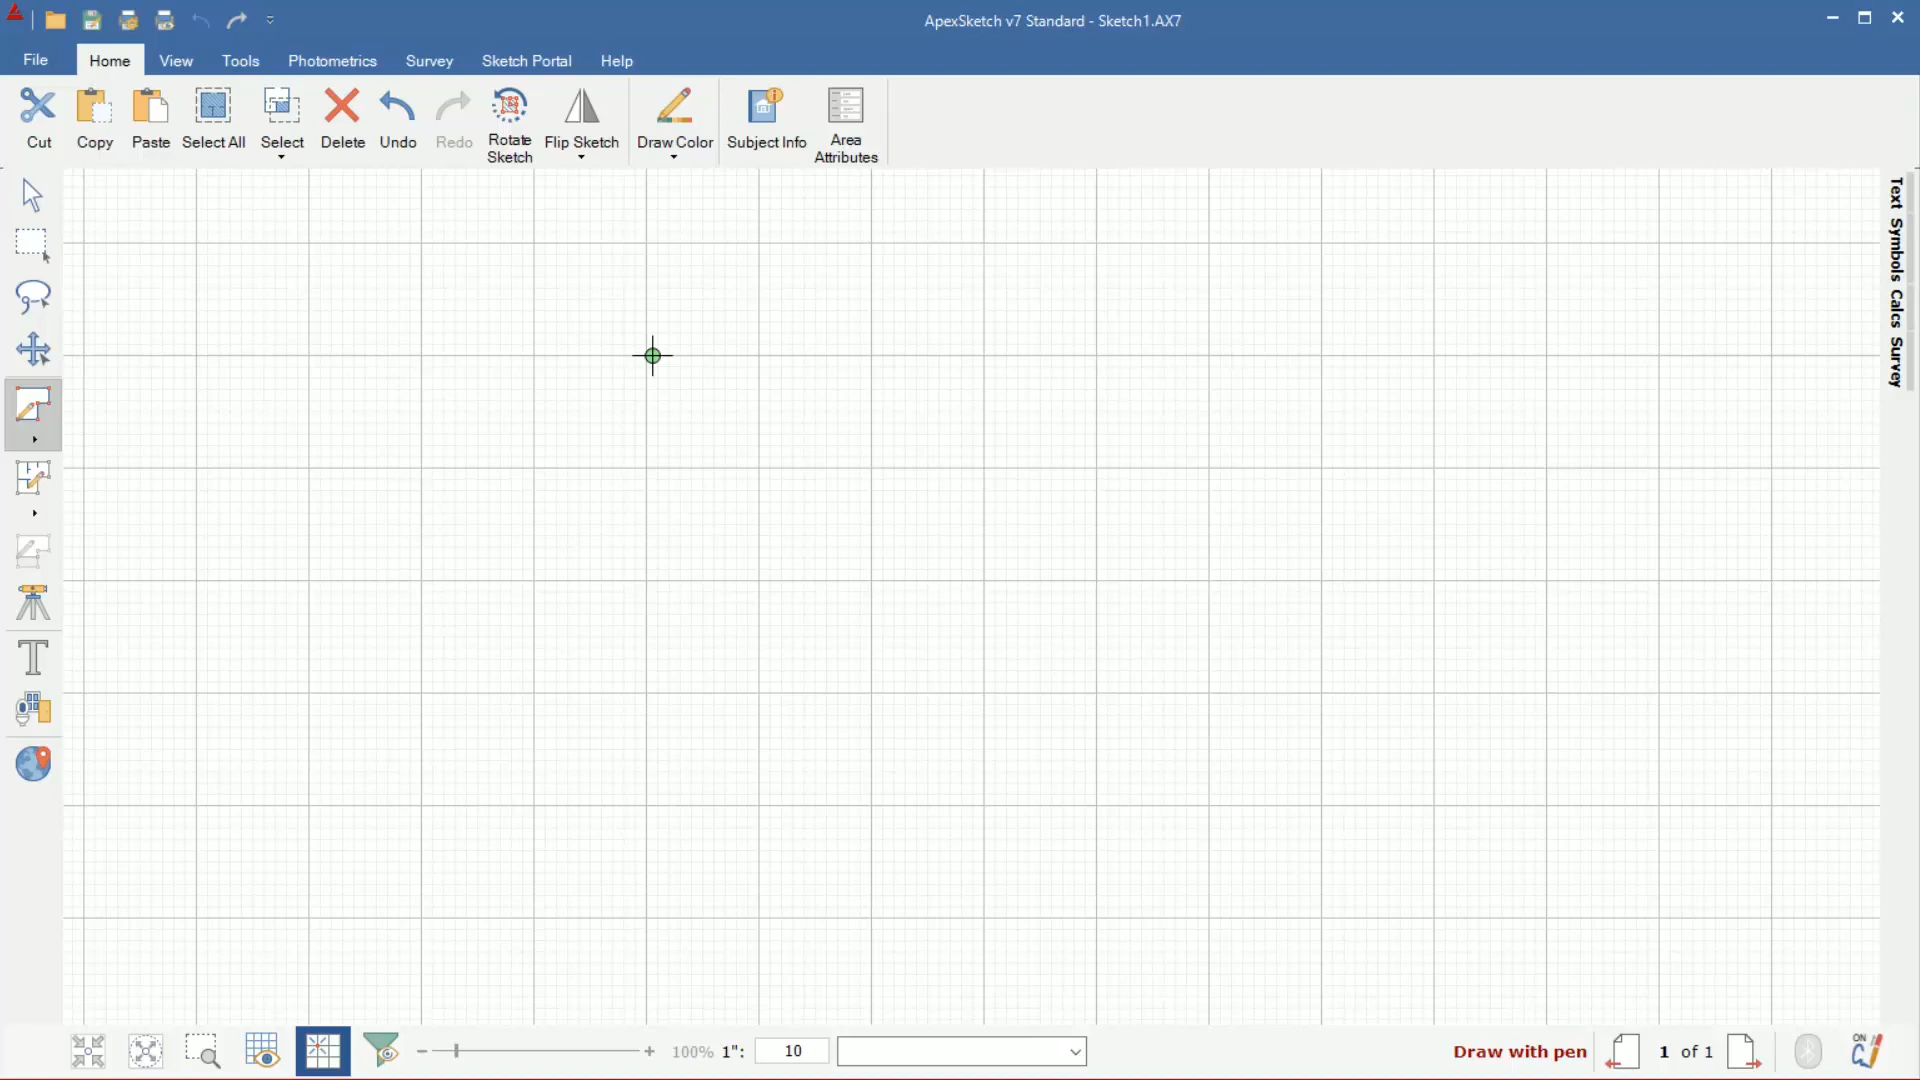 ApexSketch v7 Standard - Sketch1.AX7
File Home View Tools Photometrics Survey Sketch Portal Help
Cut Copy Paste Select All Select Delete Undo Redo Rotate Sketch Flip Sketch Draw Color Subject Info Area Attributes
Text
Symbols
Calcs
Survey
T
100% 1": 10 Draw with pen 1 of 1 ON